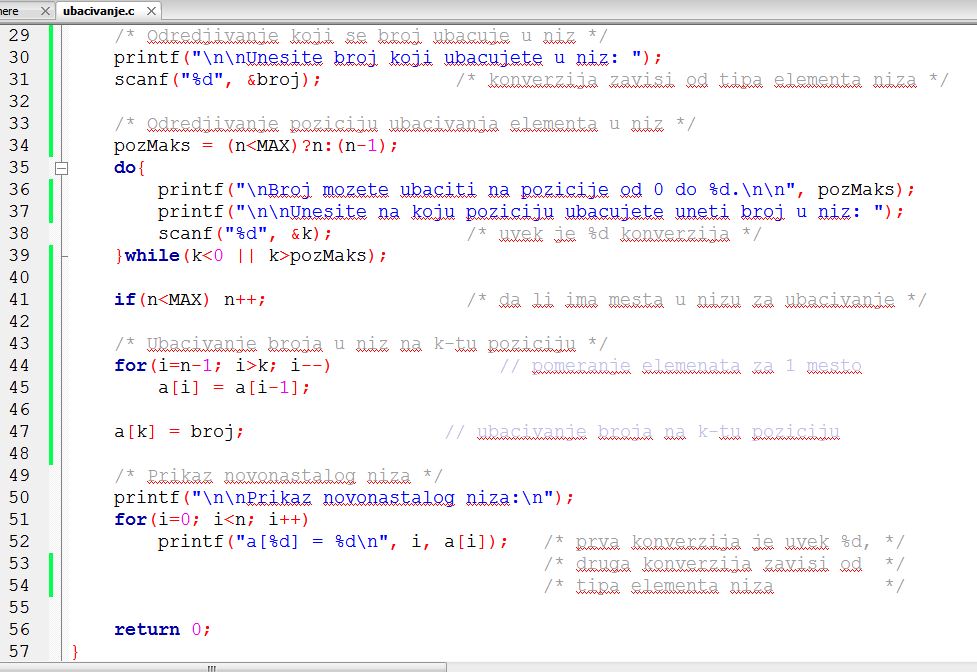 nere ubacivanje.c
29 /* Odredjivanje koji se broj ubacuje u niz */
30 printf("\n\nUnesite broj koji ubacujete u niz: ");
31 scanf("%d", &broj); /* konverzija zavisi od tipa elementa niza */
32
33 /* Odredjivanje poziciju ubacivanja elementa u niz */
34 pozMaks = (n<MAX)?n:(n-1);
35 do{
36 printf("\nBroj mozete ubaciti na pozicije od 0 do %d.\n\n", pozMaks);
37 printf("\n\nUnesite na koju poziciju ubacujete uneti broj u niz: ");
38 scanf("%d", &k); /* uvek je %d konverzija */
39 }while(k<0 || k>pozMaks);
40
41 if(n<MAX) n++; /* da li ima mesta u nizu za ubacivanje */
42
43 /* Ubacivanje broja u niz na k-tu poziciju */
44 for(i=n-1; i>k; i--) // pomeranje elemenata za 1 mesto
45 a[i] = a[i-1];
46
47 a[k] = broj; // ubacivanje broja na k-tu poziciju
48
49 /* Prikaz novonastalog niza */
50 printf("\n\nPrikaz novonastalog niza:\n");
51 for(i=0; i<n; i++)
52 printf("a[%d] = %d\n", i, a[i]); /* prva konverzija je uvek %d, */
53 /* druga konverzija zavisi od */
54 /* tipa elementa niza */
55
56 return 0;
57 }